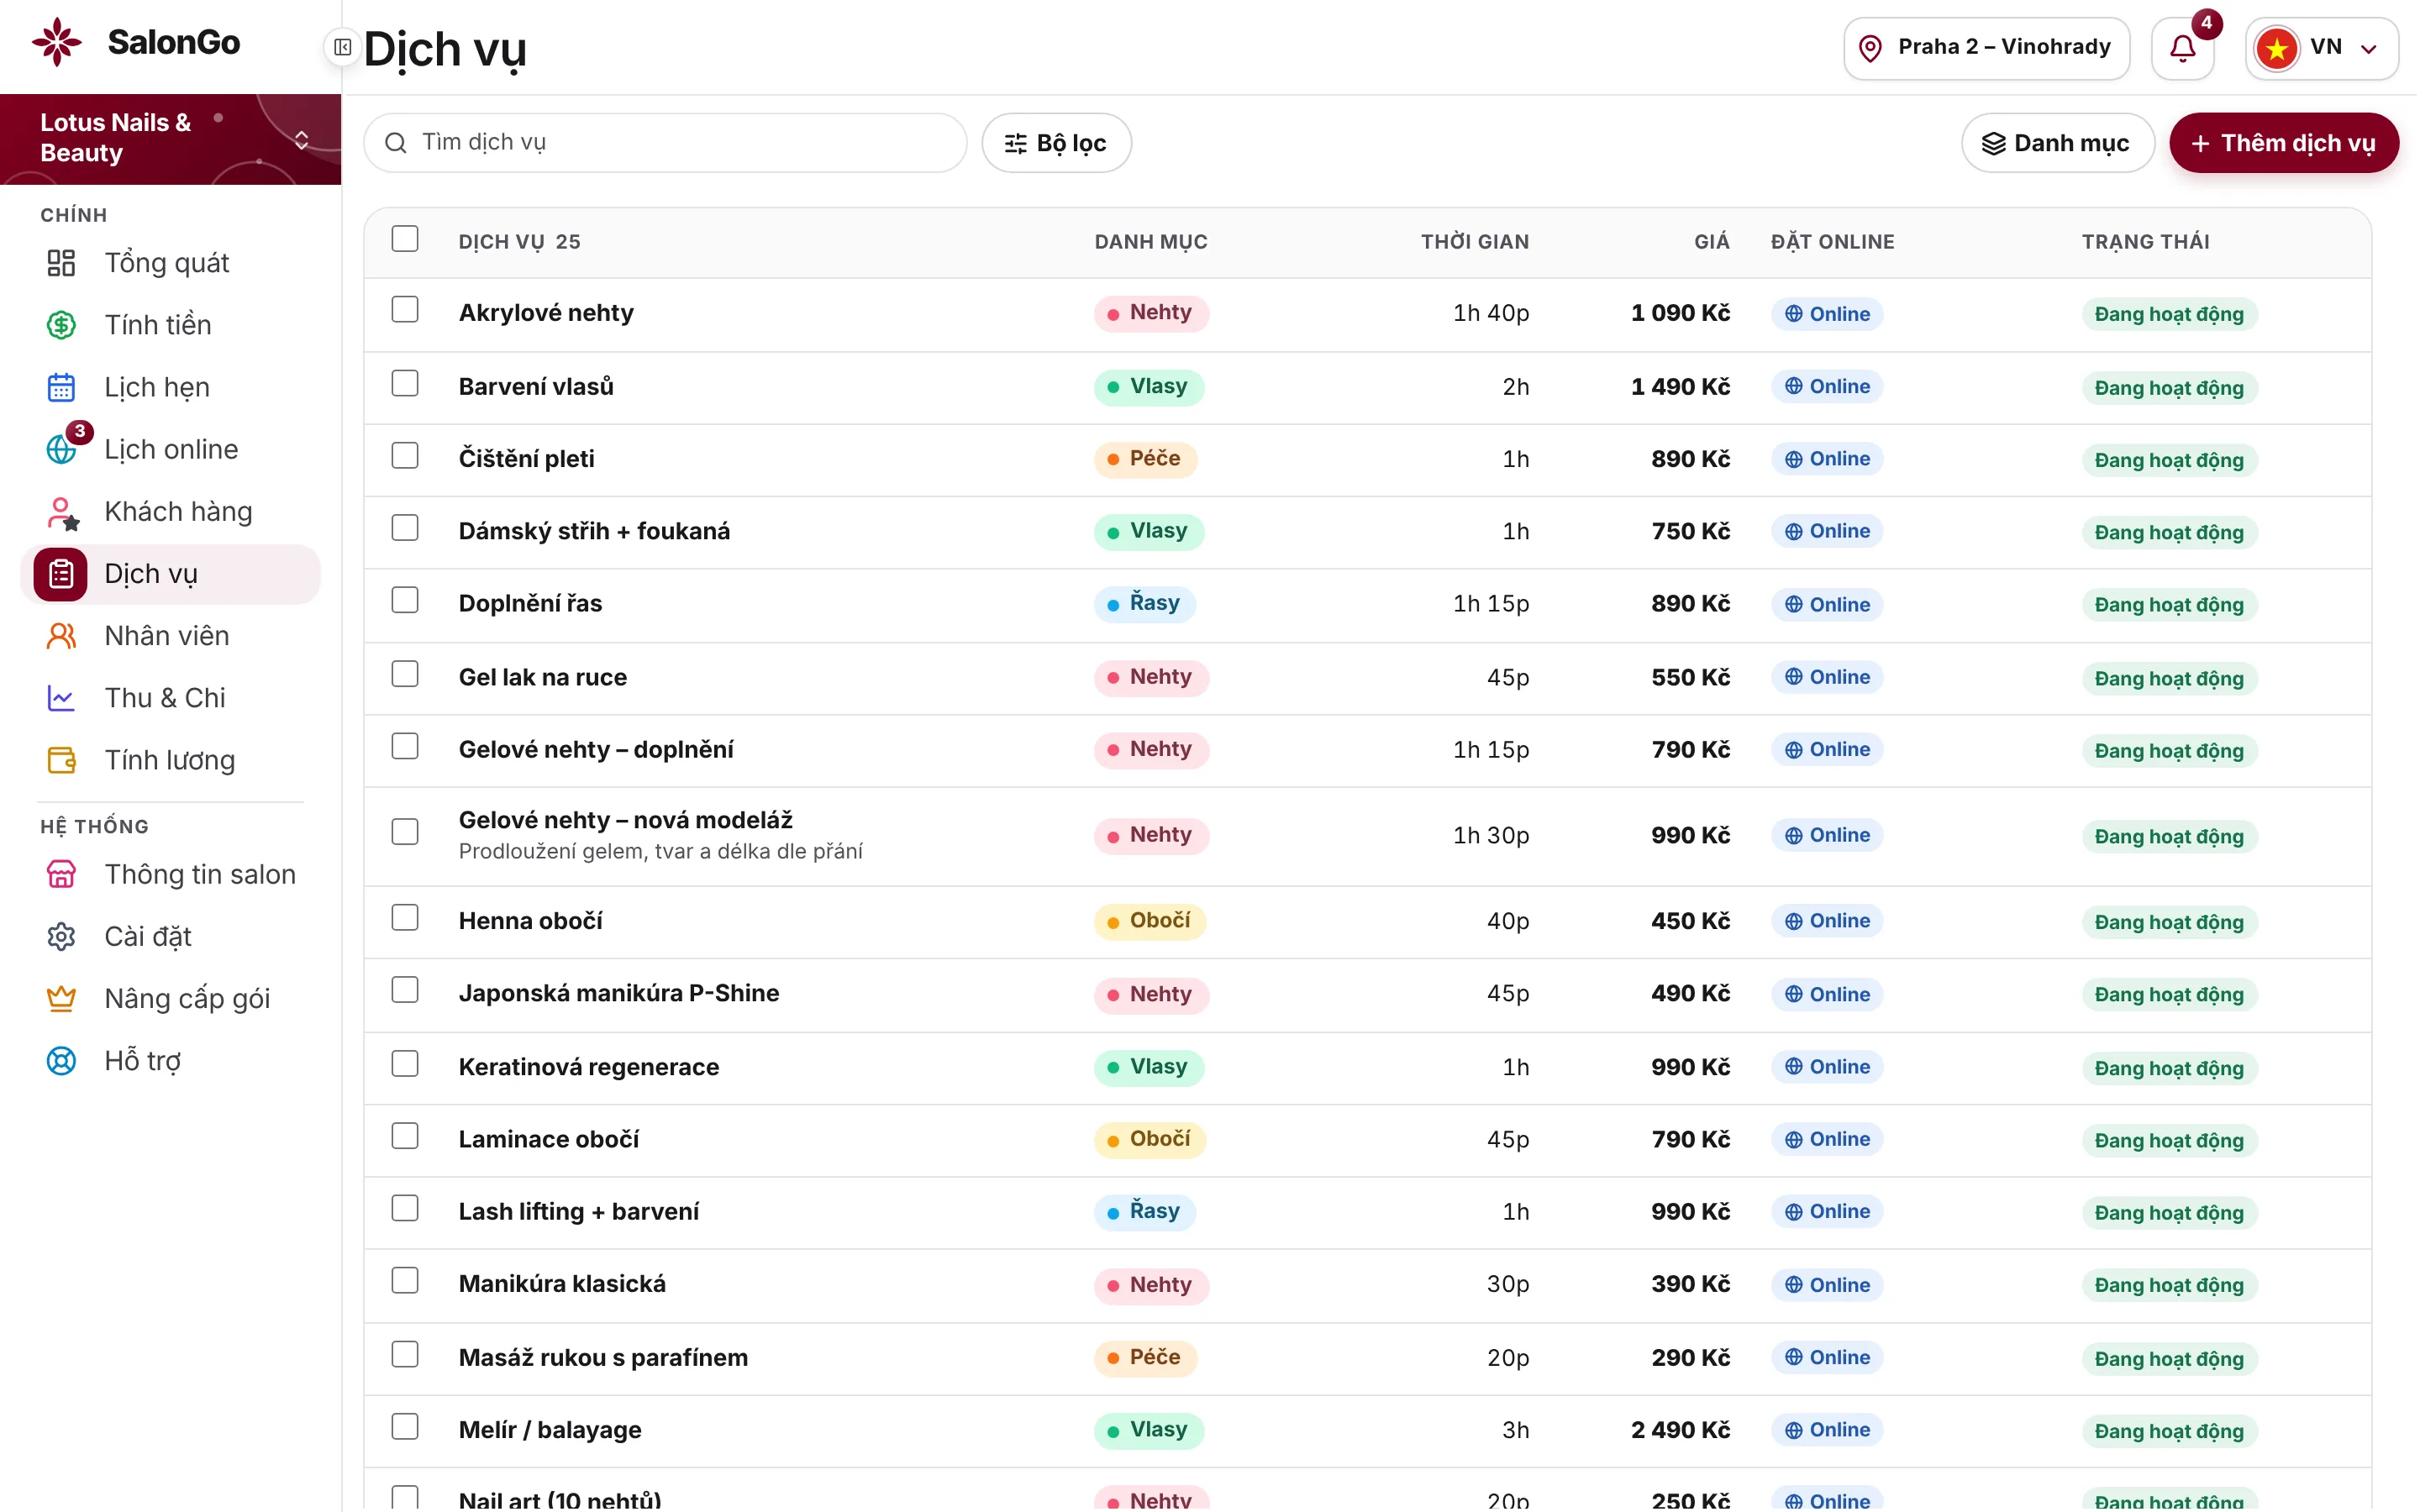 SalonGo
Lotus Nails &
Beauty
CHÍNH
Tổng quát
Tính tiền
Lịch hẹn
3
Lịch online
Khách hàng
Dịch vụ
Nhân viên
Thu & Chi
Tính lương
HỆ THỐNG
Thông tin salon
Cài đặt
Nâng cấp gói
Hỗ trợ
Dịch vụ
Praha 2 – Vinohrady
4
VN
Tìm dịch vụ
Bộ lọc
Danh mục
+ Thêm dịch vụ
DỊCH VỤ 25 DANH MỤC THỜI GIAN GIÁ ĐẶT ONLINE TRẠNG THÁI
Akrylové nehty Nehty 1h 40p 1 090 Kč Online Đang hoạt động
Barvení vlasů Vlasy 2h 1 490 Kč Online Đang hoạt động
Čištění pleti Péče 1h 890 Kč Online Đang hoạt động
Dámský střih + foukaná Vlasy 1h 750 Kč Online Đang hoạt động
Doplnění řas Řasy 1h 15p 890 Kč Online Đang hoạt động
Gel lak na ruce Nehty 45p 550 Kč Online Đang hoạt động
Gelové nehty – doplnění Nehty 1h 15p 790 Kč Online Đang hoạt động
Gelové nehty – nová modeláž Nehty 1h 30p 990 Kč Online Đang hoạt động
Prodloužení gelem, tvar a délka dle přání
Henna obočí Obočí 40p 450 Kč Online Đang hoạt động
Japonská manikúra P-Shine Nehty 45p 490 Kč Online Đang hoạt động
Keratinová regenerace Vlasy 1h 990 Kč Online Đang hoạt động
Laminace obočí Obočí 45p 790 Kč Online Đang hoạt động
Lash lifting + barvení Řasy 1h 990 Kč Online Đang hoạt động
Manikúra klasická Nehty 30p 390 Kč Online Đang hoạt động
Masáž rukou s parafínem Péče 20p 290 Kč Online Đang hoạt động
Melír / balayage Vlasy 3h 2 490 Kč Online Đang hoạt động
Nail art (10 nehtů) Nehty 20p 250 Kč Online Đang hoạt động